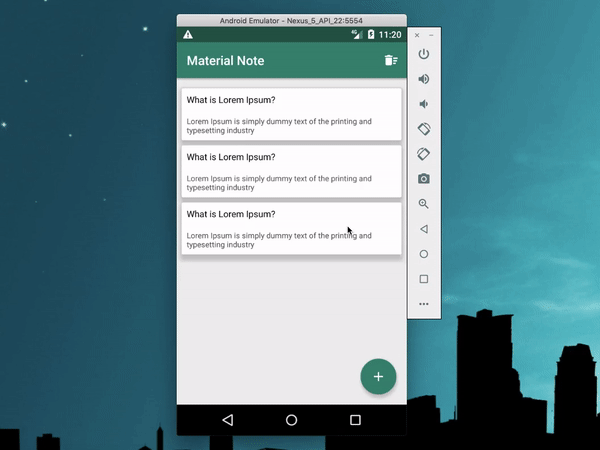 Android Emulator - Nexus_5_API_22:5554
4G 11:20
Material Note
What is Lorem Ipsum?
Lorem Ipsum is simply dummy text of the printing and
typesetting industry
What is Lorem Ipsum?
Lorem Ipsum is simply dummy text of the printing and
typesetting industry
What is Lorem Ipsum?
Lorem Ipsum is simply dummy text of the printing and
typesetting industry